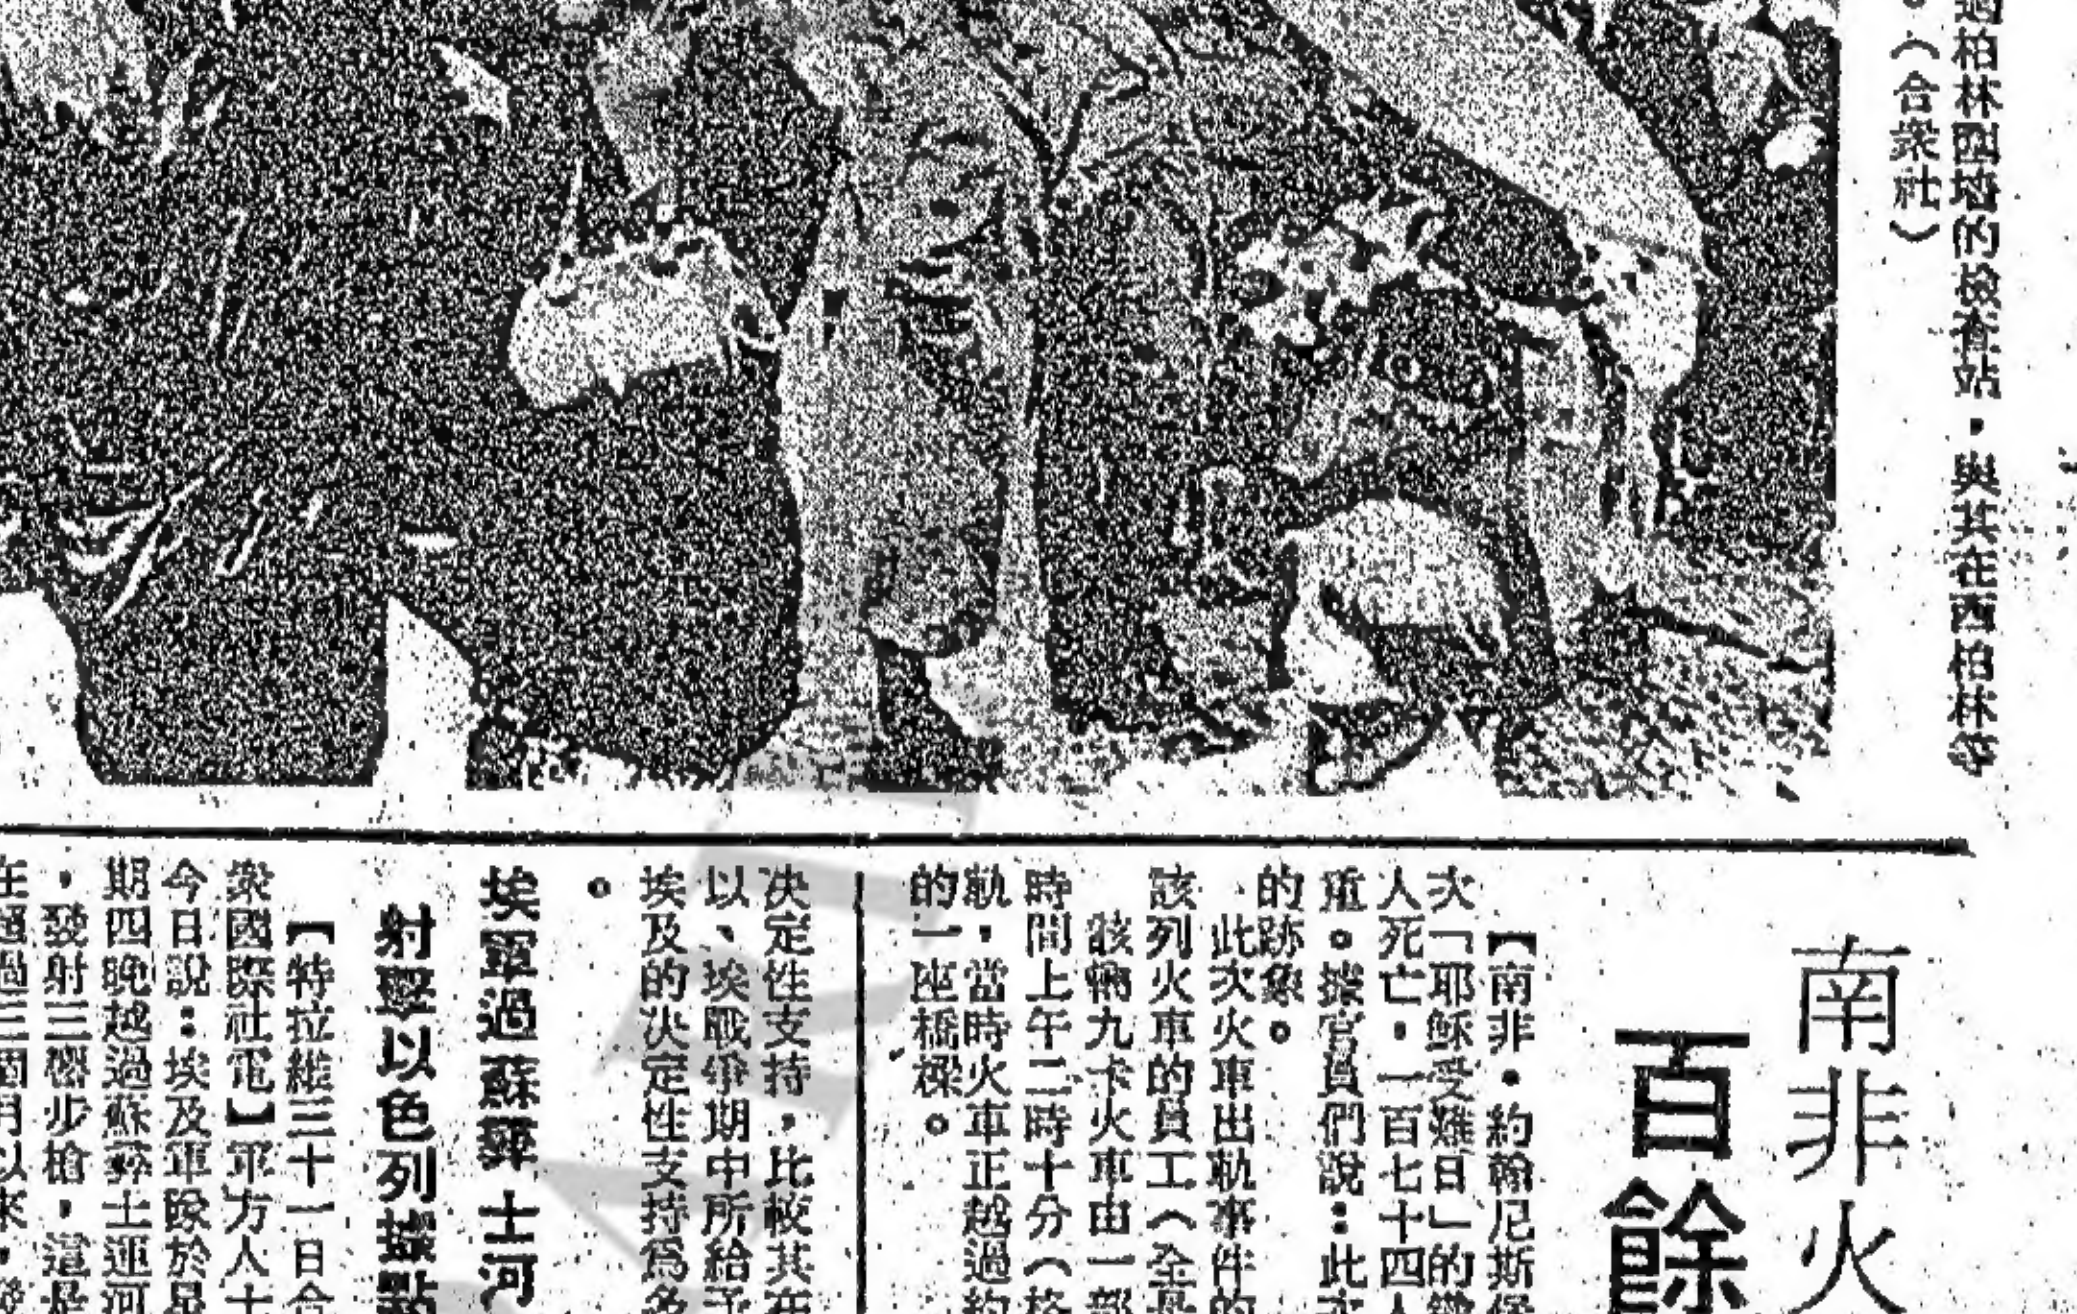 過柏林圍牆的檢查站，與其在西柏林等
。（合衆社）
南非火
百餘
【南非・約翰尼斯堡
次「耶穌受難日」的
人死亡，一百七十四人
重。據官員們說：此
的跡象。
此次火車出軌事件的
該列火車的員工（全
該輛九卡火車由一部
時間上午二時十分（格
軌，當時火車正越過約
的一座橋樑。
决定性支持，比較其在
以、埃戰爭期中所給予
埃及的决定性支持爲多
。
埃軍過蘇彝士河
射擊以色列據點
【特拉維三十一日合
衆國際社電】軍方人士
今日說：埃及軍隊於星
期四晚越過蘇彝士運河
，發射三響步槍，這是
在超過三個月以來，